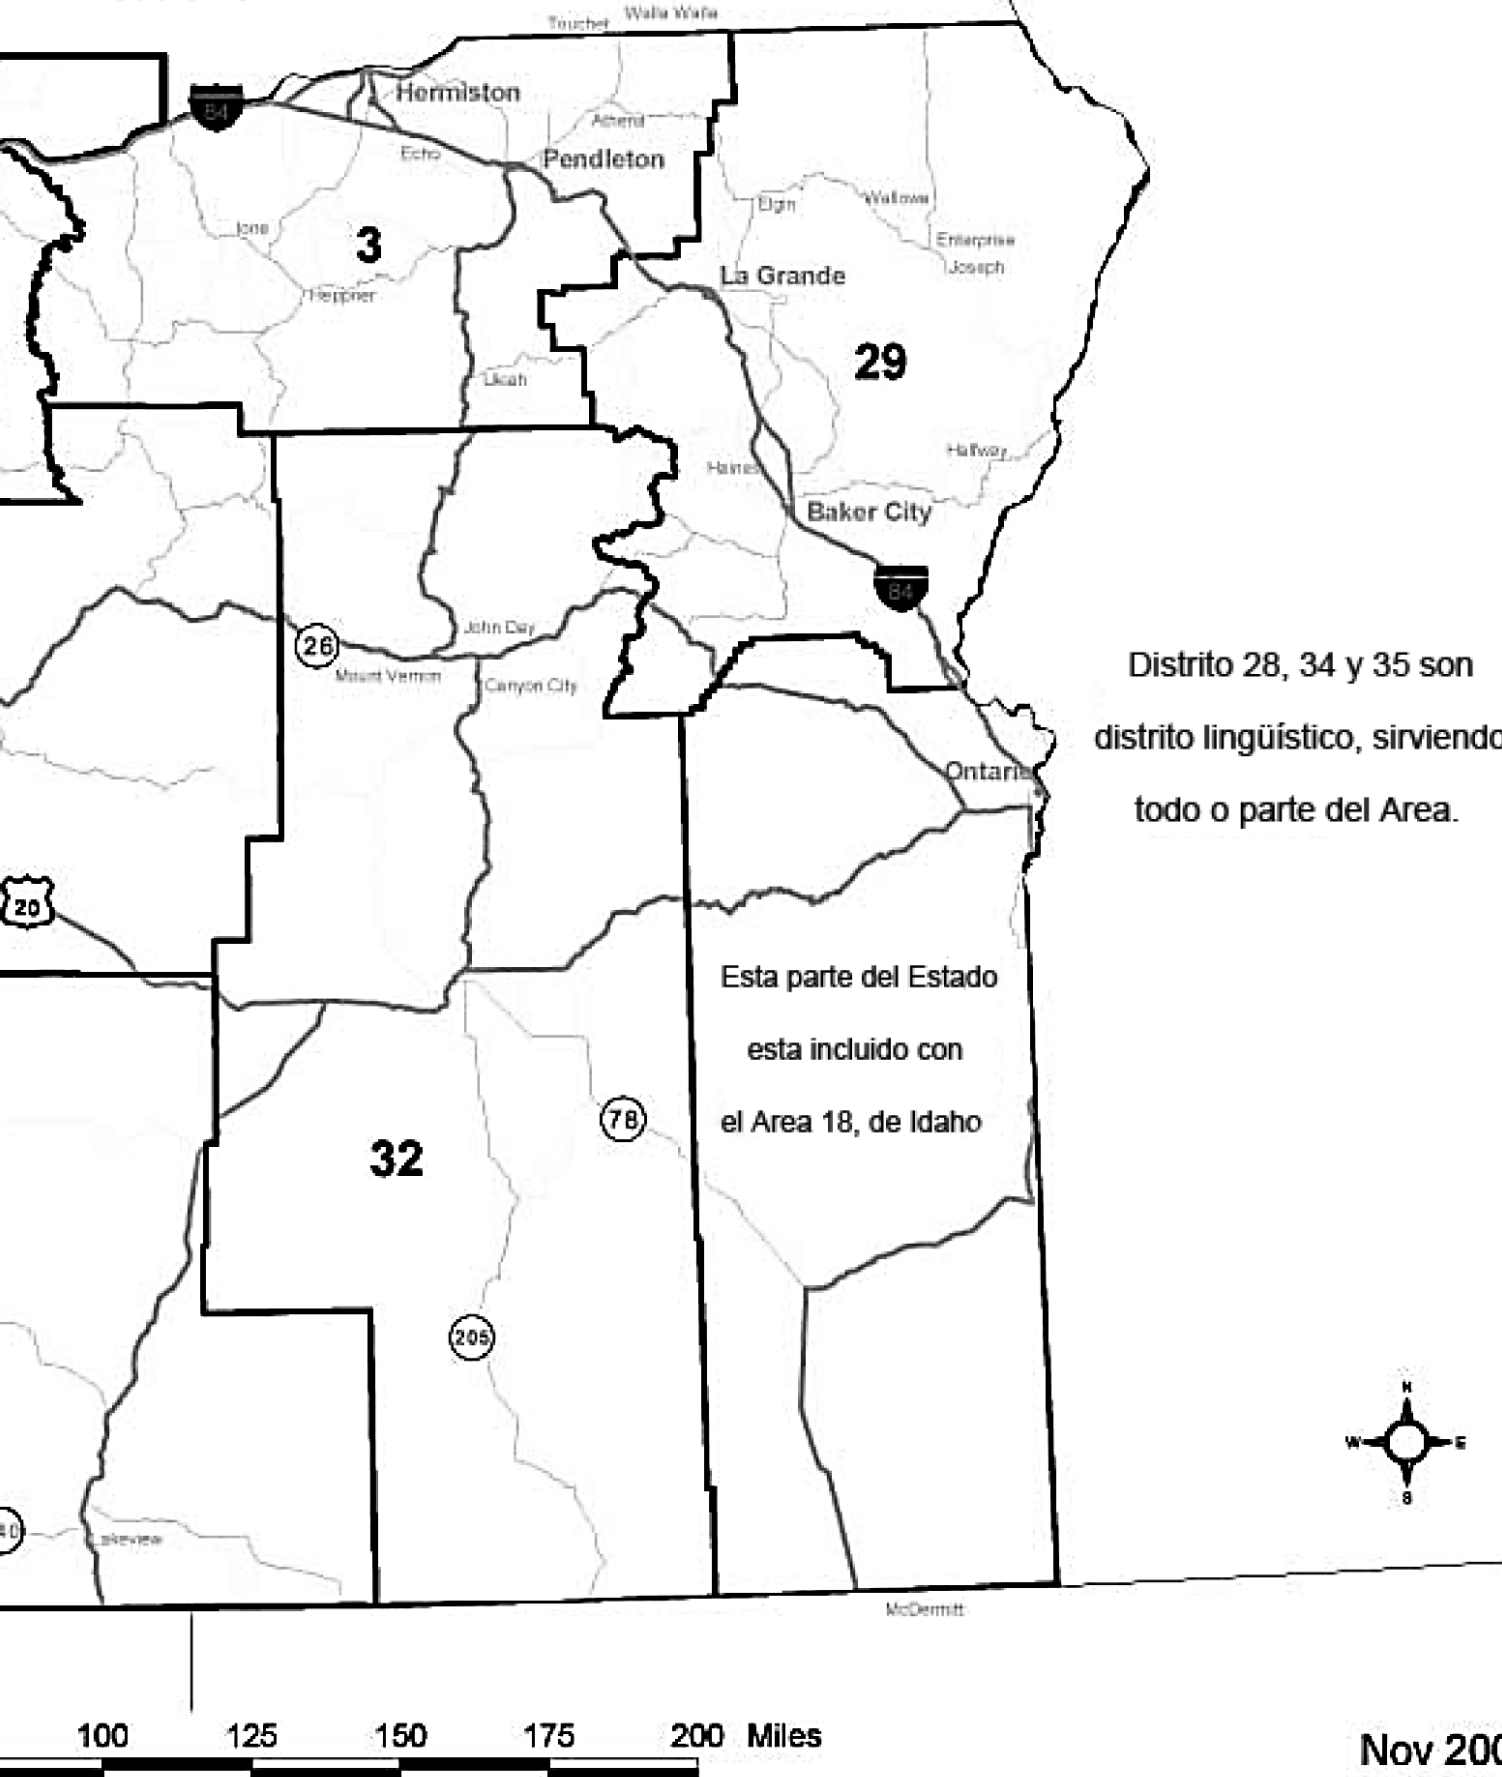 Walla Walla
Touchet
84
Hermiston
Athena
Echo
Pendleton
Elgin
Wallowa
Ione
3
Enterprise
Joseph
La Grande
Heppner
29
Ukiah
Halfway
Haines
Baker City
84
John Day
26
Mount Vernon
Canyon City
Distrito 28, 34 y 35 son
distrito lingüístico, sirviendo
todo o parte del Area.
Ontario
20
Esta parte del Estado
esta incluido con
el Area 18, de Idaho
78
32
205
N
W E
S
Lakeview
McDermitt
100 125 150 175 200 Miles
Nov 200